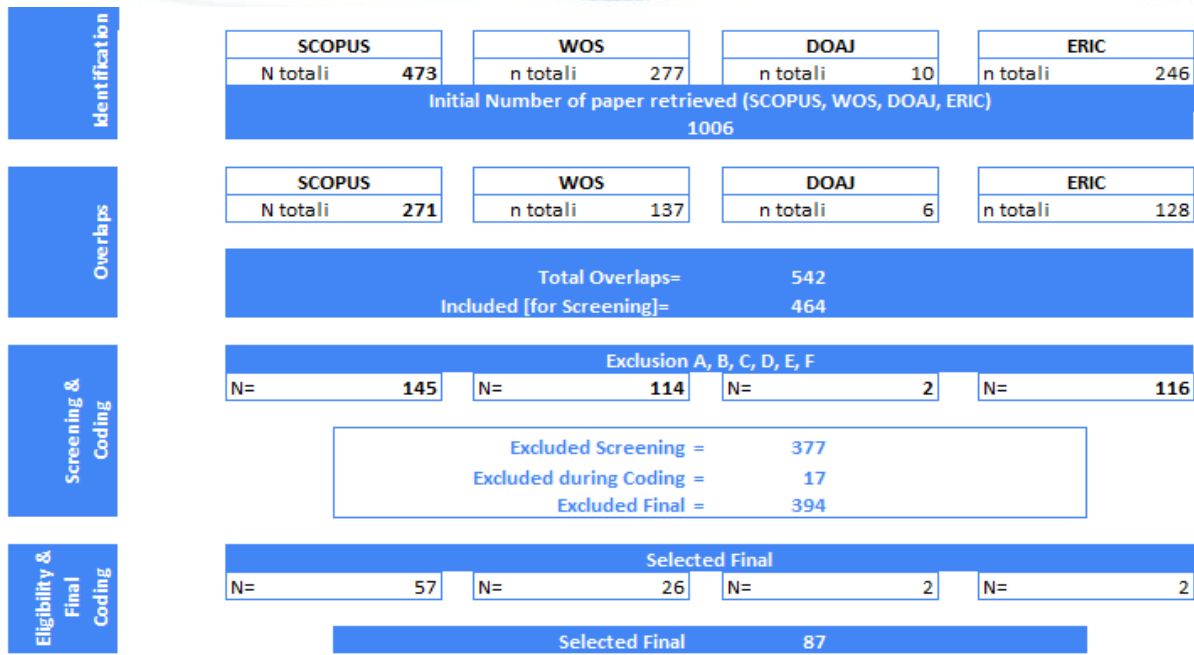 Identification
SCOPUS WOS DOAJ ERIC
N totali 473 n totali 277 n totali 10 n totali 246
Initial Number of paper retrieved (SCOPUS, WOS, DOAJ, ERIC)
1006
Overlaps
SCOPUS WOS DOAJ ERIC
N totali 271 n totali 137 n totali 6 n totali 128
Total Overlaps= 542
Included [for Screening]= 464
Screening &
Coding
Exclusion A, B, C, D, E, F
N= 145 N= 114 N= 2 N= 116
Excluded Screening = 377
Excluded during Coding = 17
Excluded Final = 394
Eligibility &
Final
Coding
Selected Final
N= 57 N= 26 N= 2 N= 2
Selected Final 87